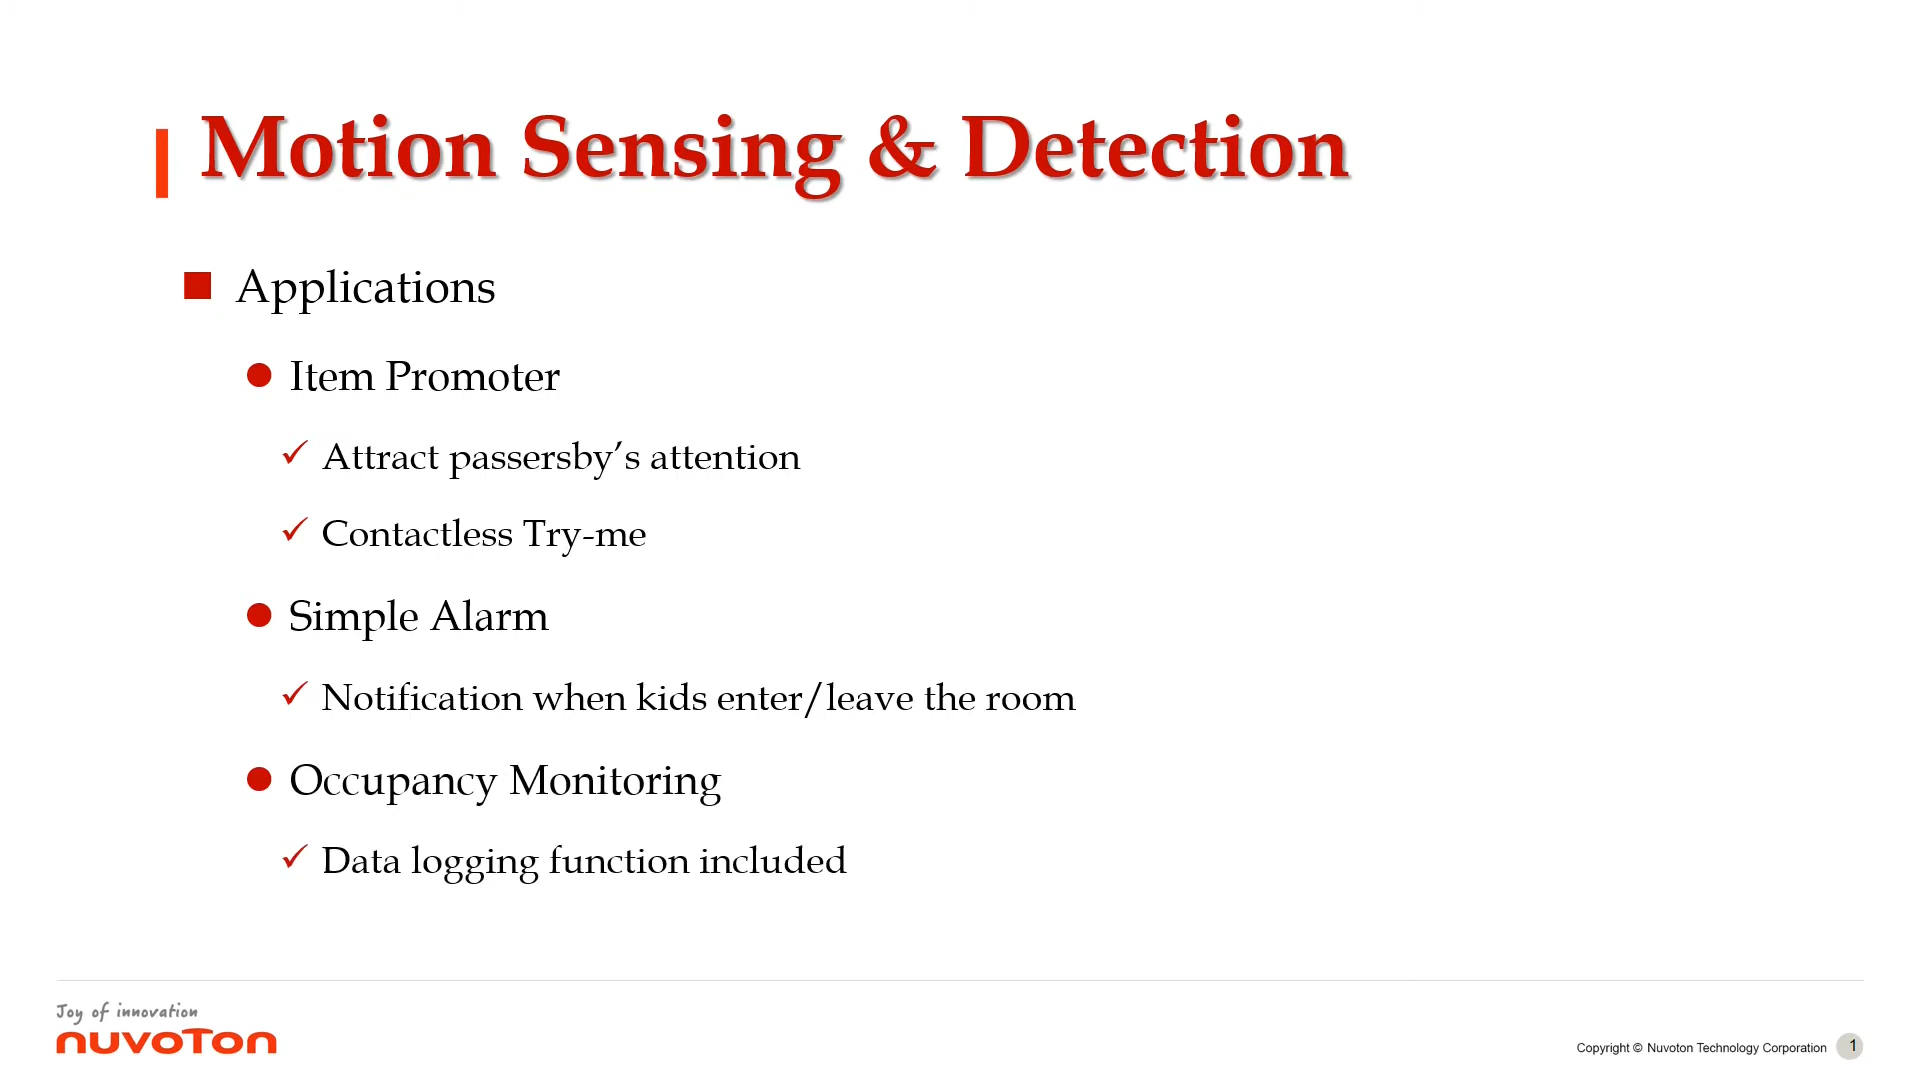 Motion Sensing & Detection
Applications
Item Promoter
Attract passersby’s attention
Contactless Try-me
Simple Alarm
Notification when kids enter/leave the room
Occupancy Monitoring
Data logging function included
Joy of innovation
nuvoTon
Copyright © Nuvoton Technology Corporation 1